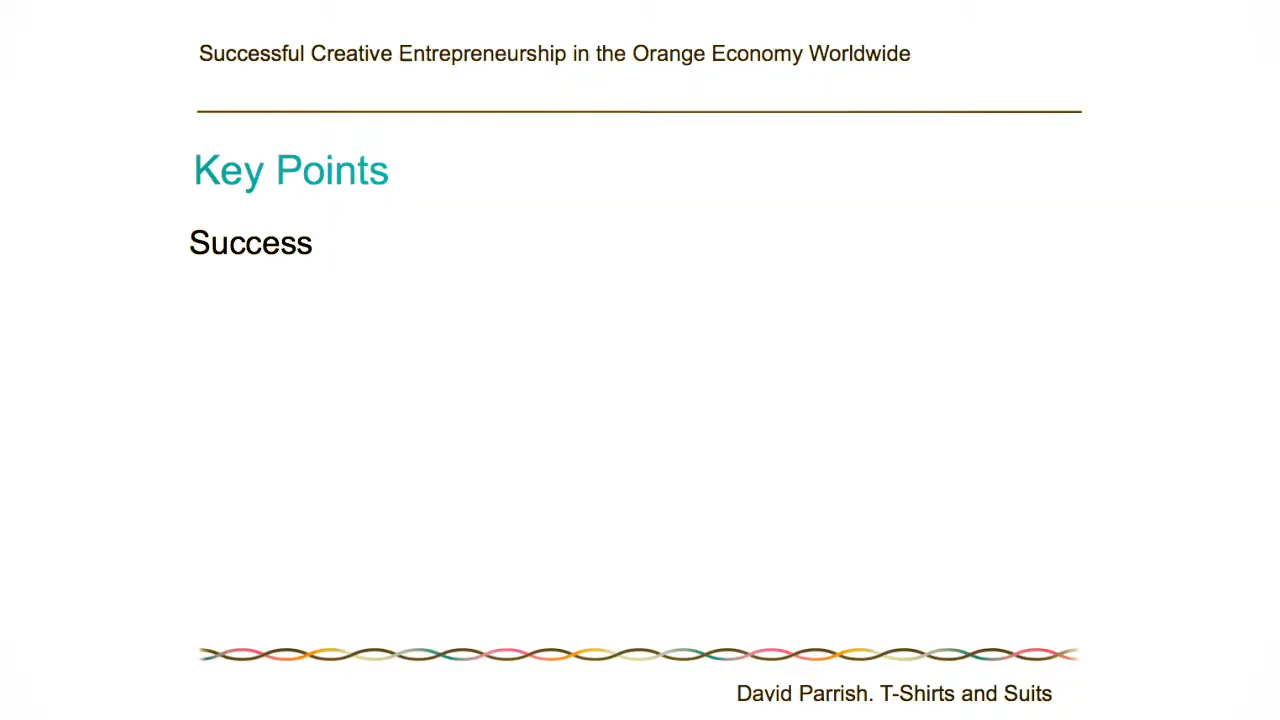 Successful Creative Entrepreneurship in the Orange Economy Worldwide
Key Points
Success
David Parrish. T-Shirts and Suits